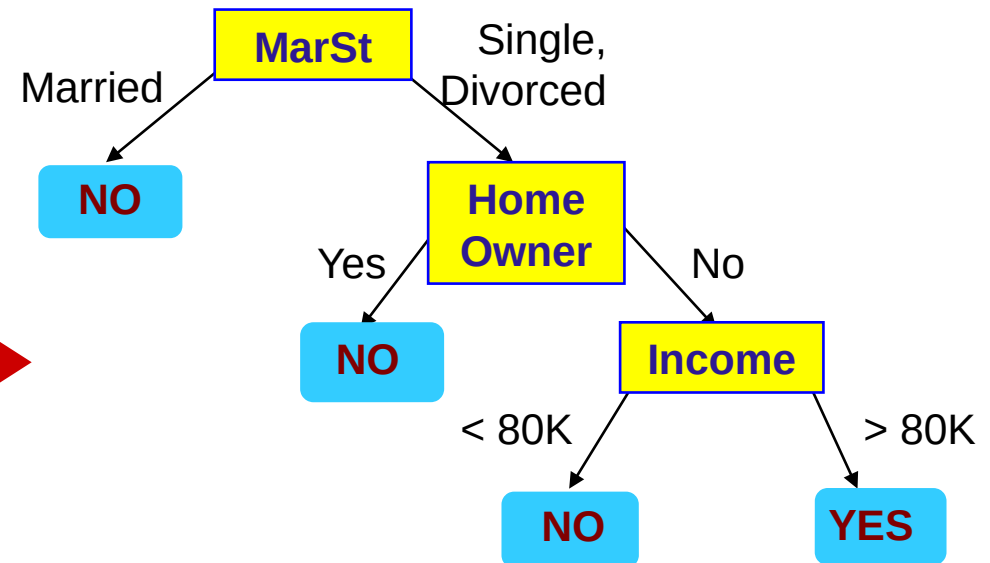 MarSt
Single,
Divorced
Married
NO
Home
Owner
Yes
No
NO
Income
< 80K
> 80K
NO
YES